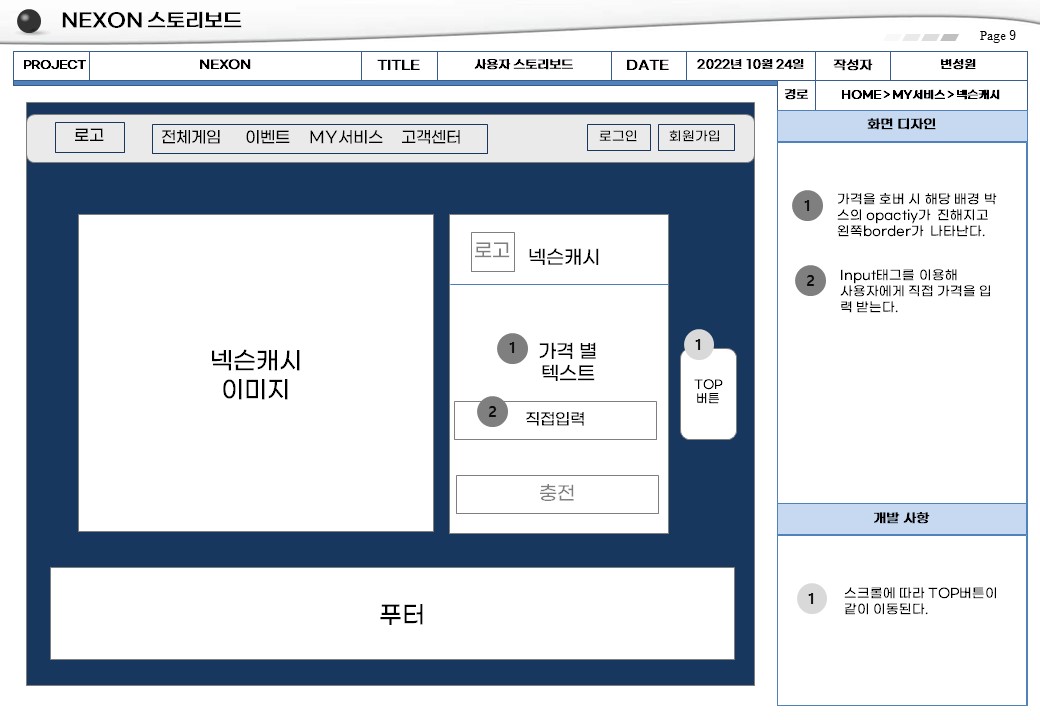 NEXON 스토리보드
Page 9
PROJECT NEXON TITLE 사용자 스토리보드 DATE 2022년 10월 24일 작성자 변성원
경로 HOME>MY서비스>넥슨캐시
로고 전체게임 이벤트 MY서비스 고객센터 로그인 회원가입
넥슨캐시
이미지
로고 넥슨캐시
1 가격 별
텍스트
2 직접입력
충전
1
TOP
버튼
푸터
화면 디자인
1 가격을 호버 시 해당 배경 박
스의 opactiy가 진해지고
왼쪽border가 나타난다.
2 Input태그를 이용해
사용자에게 직접 가격을 입
력 받는다.
개발 사항
1 스크롤에 따라 TOP버튼이
같이 이동된다.